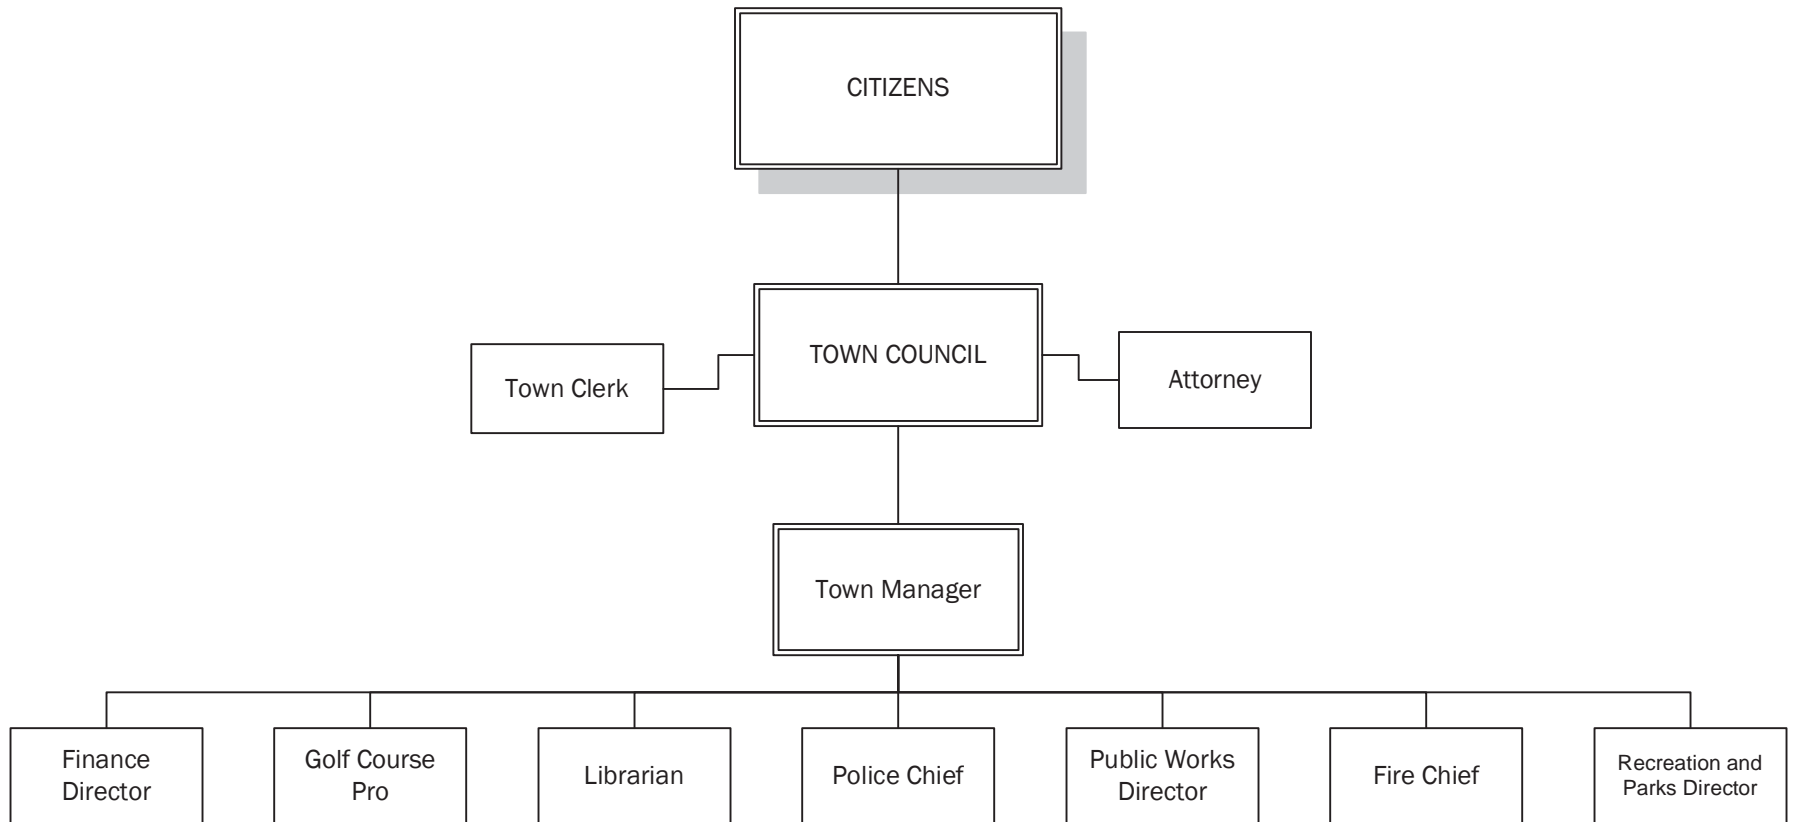 CITIZENS
TOWN COUNCIL
Town Clerk
Attorney
Town Manager
Finance
Director
Golf Course
Pro
Librarian
Police Chief
Public Works
Director
Fire Chief
Recreation and
Parks Director